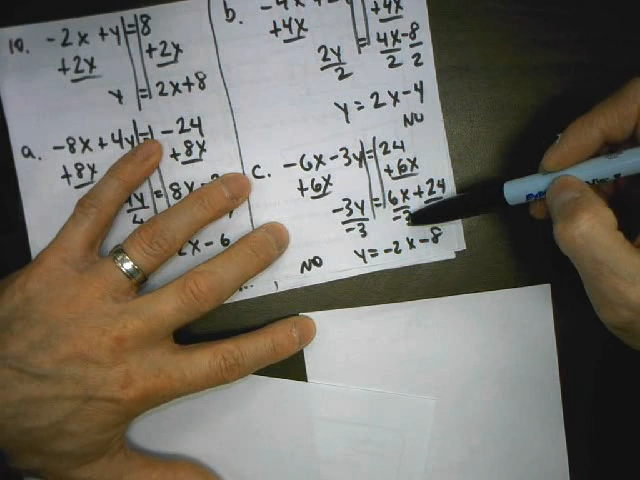 10. -2x + y = 8
+2x +2x
y = 2x+8
a. -8x + 4y = -24
+8x +8x
= 8x
2x - 6
b.
+4x +4x
2y = 4x-8
2 2 2
y = 2x-4
NO
c. -6x - 3y = 24
+6x +6x
-3y = 6x + 24
-3 -3
y = -2x - 8
NO